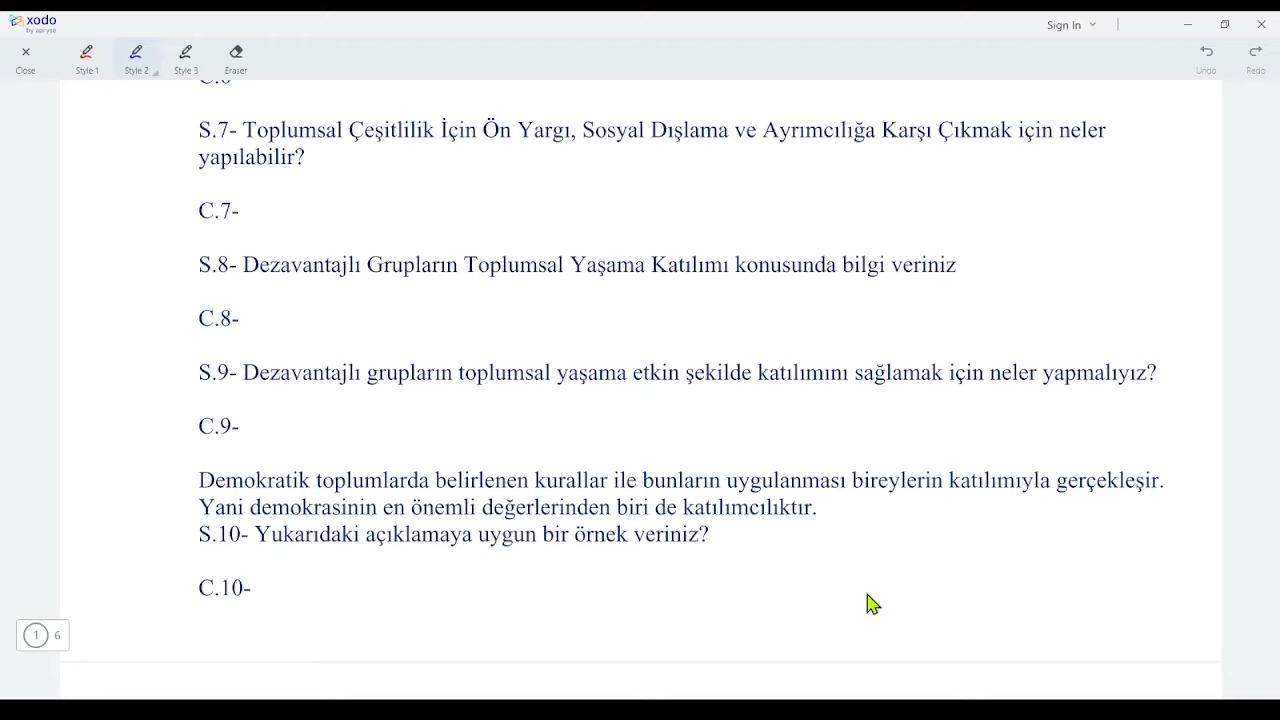 xodo
by apryse
Sign In
Close
Style 1
Style 2
Style 3
Eraser
Undo
Redo
S.7- Toplumsal Çeşitlilik İçin Ön Yargı, Sosyal Dışlama ve Ayrımcılığa Karşı Çıkmak için neler
yapılabilir?
C.7-
S.8- Dezavantajlı Grupların Toplumsal Yaşama Katılımı konusunda bilgi veriniz
C.8-
S.9- Dezavantajlı grupların toplumsal yaşama etkin şekilde katılımını sağlamak için neler yapmalıyız?
C.9-
Demokratik toplumlarda belirlenen kurallar ile bunların uygulanması bireylerin katılımıyla gerçekleşir.
Yani demokrasinin en önemli değerlerinden biri de katılımcılıktır.
S.10- Yukarıdaki açıklamaya uygun bir örnek veriniz?
C.10-
1 6